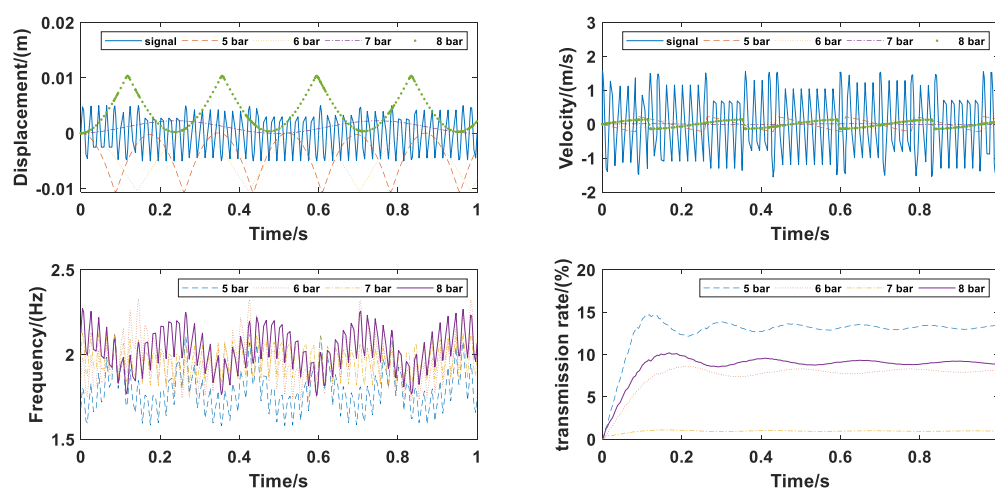 Displacement/(m)
0.02
0.01
0
-0.01
signal 5 bar 6 bar 7 bar 8 bar
0 0.2 0.4 0.6 0.8 1
Time/s
Velocity/(m/s)
3
2
1
0
-1
-2
signal 5 bar 6 bar 7 bar 8 bar
0 0.2 0.4 0.6 0.8
Time/s
Frequency/(Hz)
2.5
2
1.5
5 bar 6 bar 7 bar 8 bar
0 0.2 0.4 0.6 0.8 1
Time/s
transmission rate/(%)
20
15
10
5
0
5 bar 6 bar 7 bar 8 bar
0 0.2 0.4 0.6 0.8
Time/s